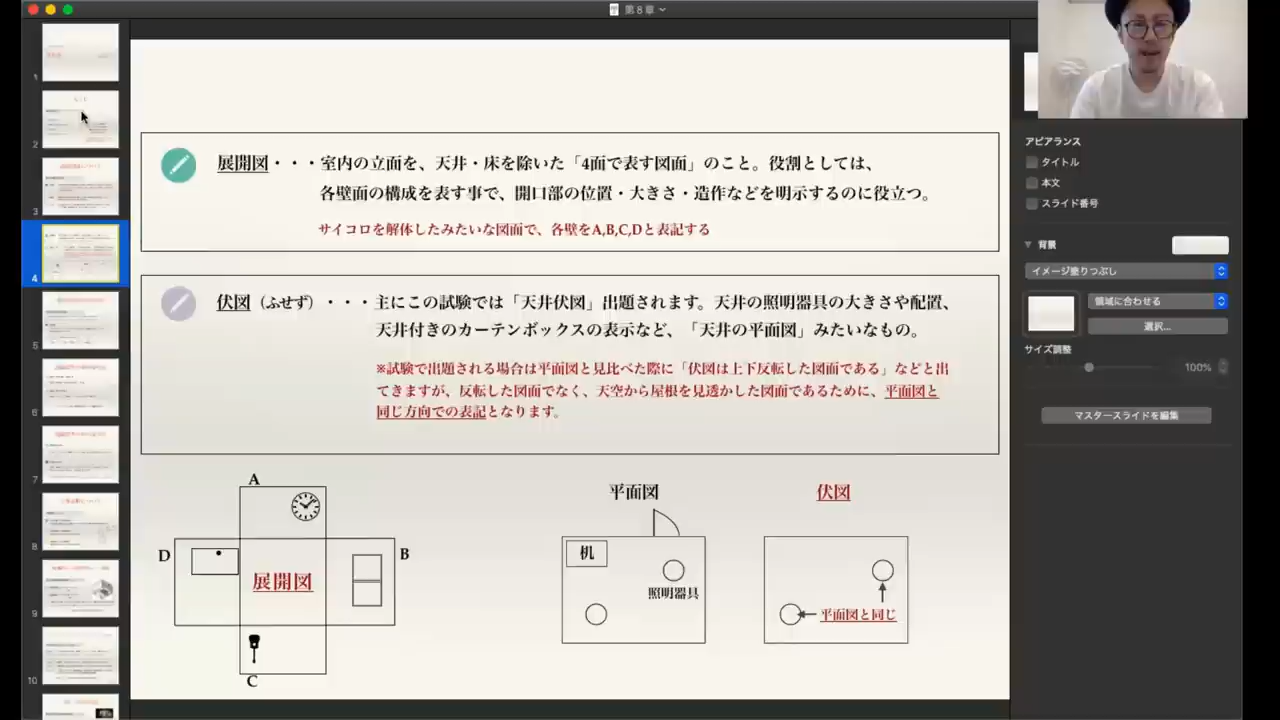 第8章
展開図・・・室内の立面を、天井・床を除いた「4面で表す図面」のこと。役割としては、
各壁面の構成を表す事で、開口部の位置・大きさ・造作などを明示するのに役立つ。
サイコロを解体したみたいな図面で、各壁をA,B,C,Dと表記する
伏図（ふせず）・・・主にこの試験では「天井伏図」出題されます。天井の照明器具の大きさや配置、
天井付きのカーテンボックスの表示など、「天井の平面図」みたいなもの。
※試験で出題される場合は平面図と見比べた際に「伏図は上下反転した図面である」などと出
てきますが、反転した図面でなく、天空から屋根を見透かした図面であるために、平面図と
同じ方向での表記となります。
A
D
B
展開図
C
平面図
机
照明器具
伏図
平面図と同じ
アピアランス
タイトル
本文
スライド番号
背景
イメージ塗りつぶし
領域に合わせる
選択...
サイズ調整
100%
マスタースライドを編集
1
2
3
4
5
6
7
8
9
10